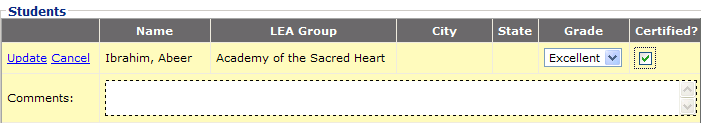 Students
Name LEA Group City State Grade Certified?
Update Cancel Ibrahim, Abeer Academy of the Sacred Heart Excellent
Comments: